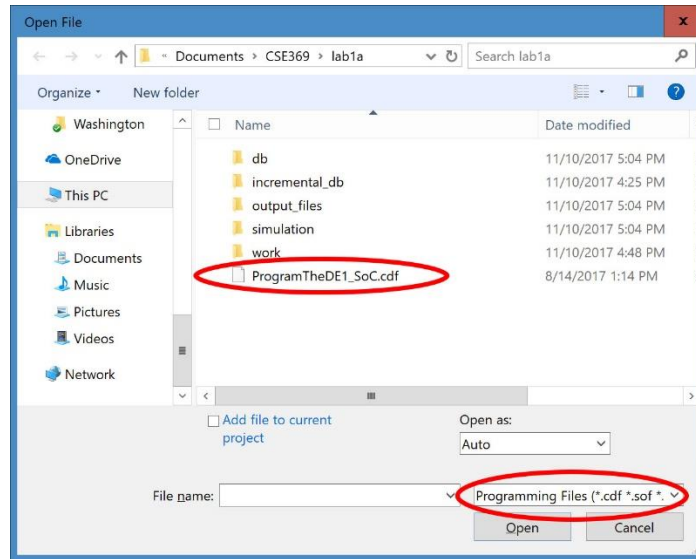 Open File
« Documents > CSE369 > lab1a
Search lab1a
Organize
New folder
Washington
OneDrive
This PC
Libraries
Documents
Music
Pictures
Videos
Network
Name
Date modified
db
11/10/2017 5:04 PM
incremental_db
11/10/2017 4:25 PM
output_files
11/10/2017 5:04 PM
simulation
11/10/2017 5:04 PM
work
11/10/2017 4:48 PM
ProgramTheDE1_SoC.cdf
8/14/2017 1:14 PM
Add file to current
project
Open as:
Auto
File name:
Programming Files (*.cdf *.sof *.
Open
Cancel